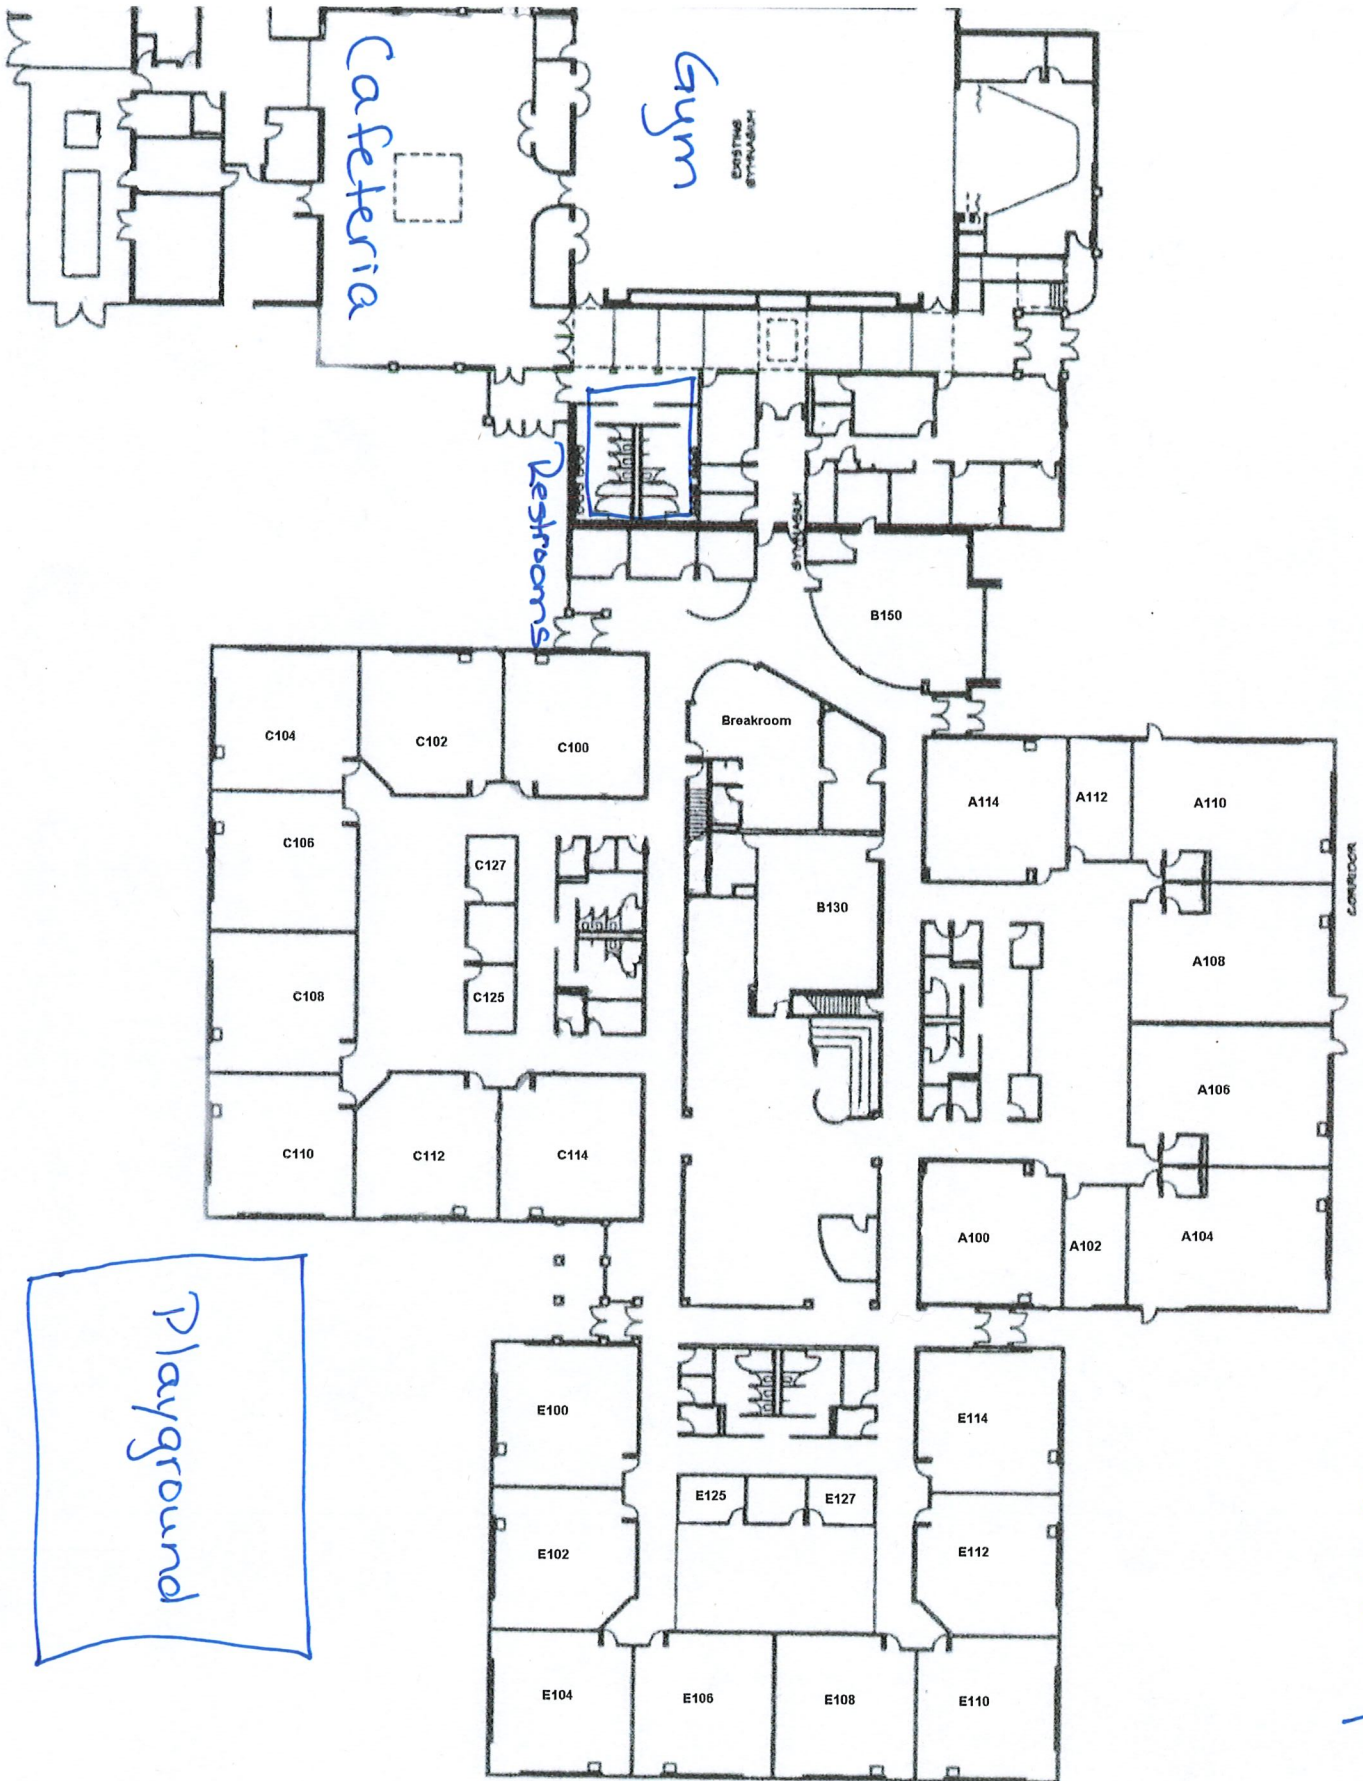 Cafeteria
Gym
EXISTING
GYMNASIUM
Restrooms
GYMNASIUM
B150
Breakroom
C104
C102
C100
A114
A112
A110
C106
C127
B130
CORRIDOR
A108
C108
C125
A106
C110
C112
C114
A100
A102
A104
Playground
E100
E114
E125
E127
E102
E112
E104
E106
E108
E110